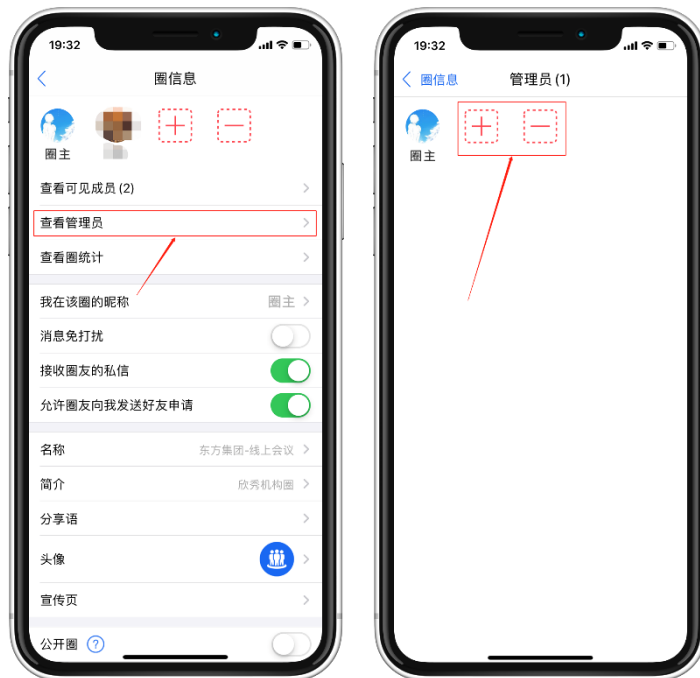 19:32
圈信息
圈主
查看可见成员(2)
查看管理员
查看圈统计
我在该圈的昵称 圈主
消息免打扰
接收圈友的私信
允许圈友向我发送好友申请
名称 东方集团-线上会议
简介 欣秀机构圈
分享语
头像
宣传页
公开圈 ?
19:32
圈信息 管理员(1)
圈主